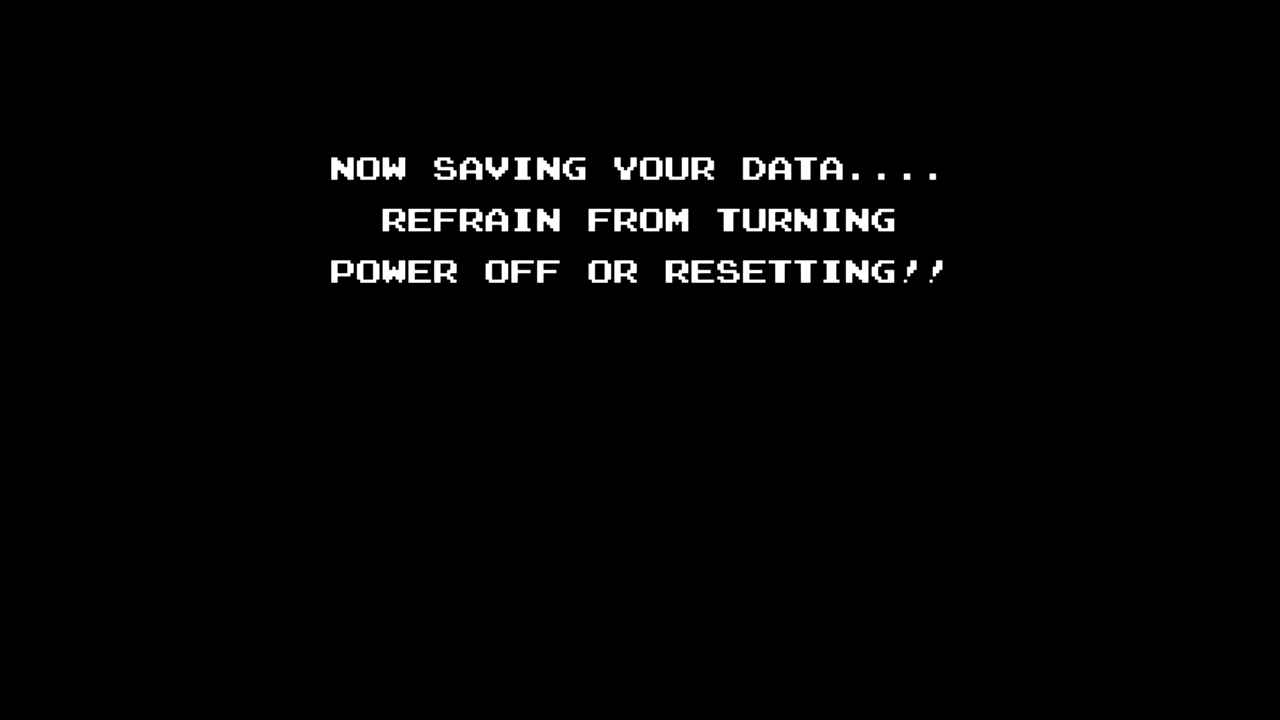 NOW SAVING YOUR DATA....
REFRAIN FROM TURNING
POWER OFF OR RESETTING!!